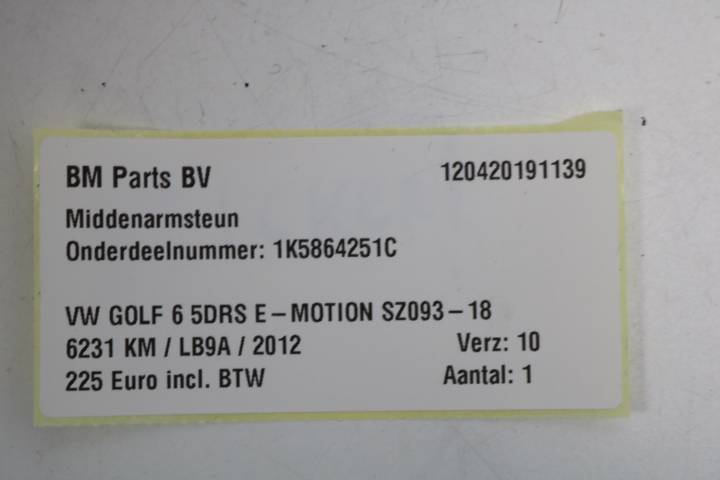 BM Parts BV 120420191139
Middenarmsteun
Onderdeelnummer: 1K5864251C
VW GOLF 6 5DRS E-MOTION SZ093-18
6231 KM / LB9A / 2012 Verz: 10
225 Euro incl. BTW Aantal: 1